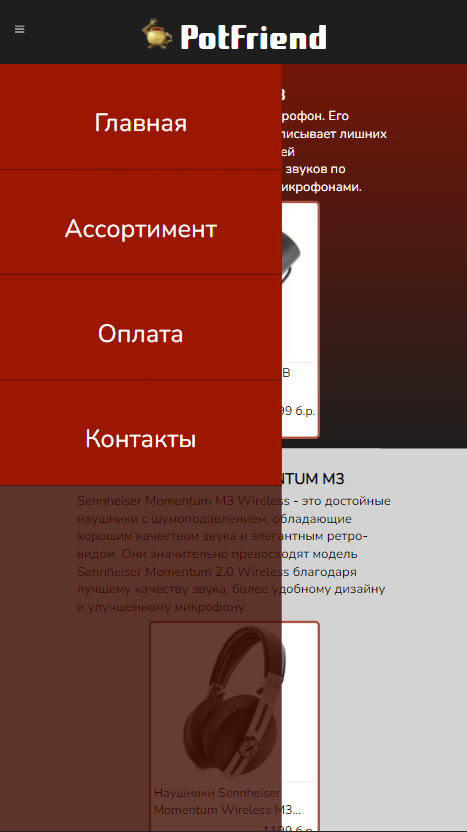 PotFriend
Главная
Ассортимент
Оплата
Контакты
писывает лишних
ей
звуков по
икрофонами.
В
99 б.р.
NTUM M3
Sennheiser Momentum M3 Wireless - это достойные
наушники с шумоподавлением, обладающие
хорошим качеством звука и элегантным ретро-
видом. Они значительно превосходят модель
Sennheiser Momentum 2.0 Wireless благодаря
лучшему качеству звука, более удобному дизайну
и улучшенному микрофону.
Наушники Sennheiser
Momentum Wireless M3...
1199 б.р.